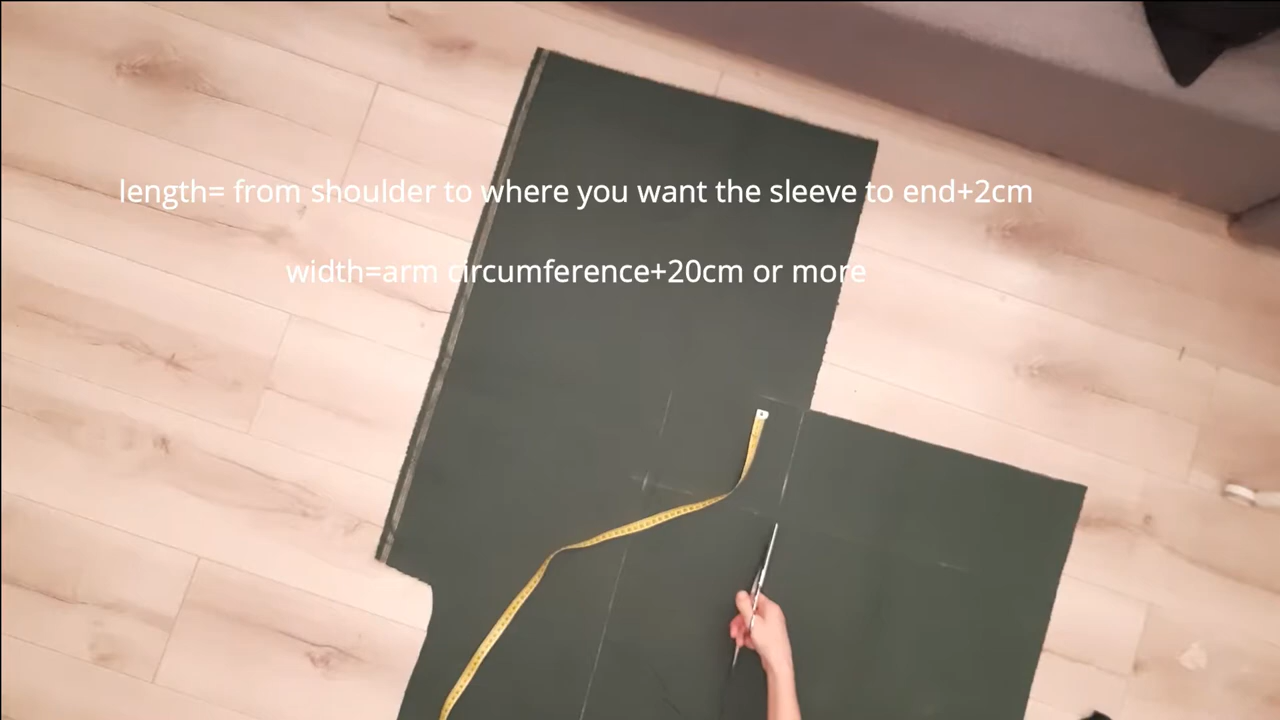 length= from shoulder to where you want the sleeve to end+2cm
width=arm circumference+20cm or more